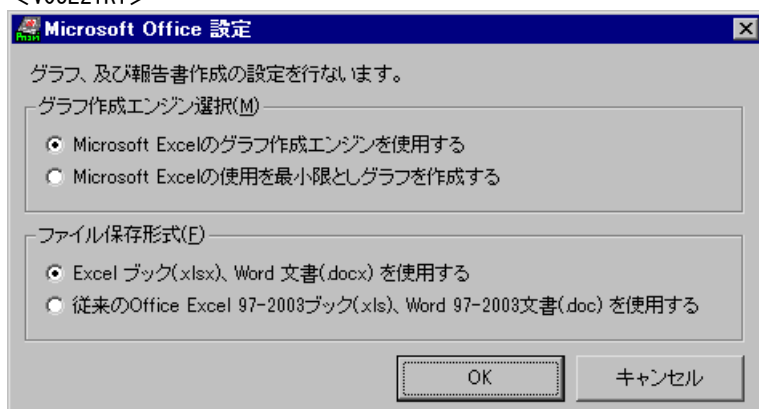 Microsoft Office 設定
グラフ、及び報告書作成の設定を行ないます。
グラフ作成エンジン選択(M)
Microsoft Excelのグラフ作成エンジンを使用する
Microsoft Excelの使用を最小限としグラフを作成する
ファイル保存形式(F)
Excel ブック(xlsx)、Word 文書(.docx) を使用する
従来のOffice Excel 97-2003ブック(xls)、Word 97-2003文書(.doc) を使用する
OK
キャンセル